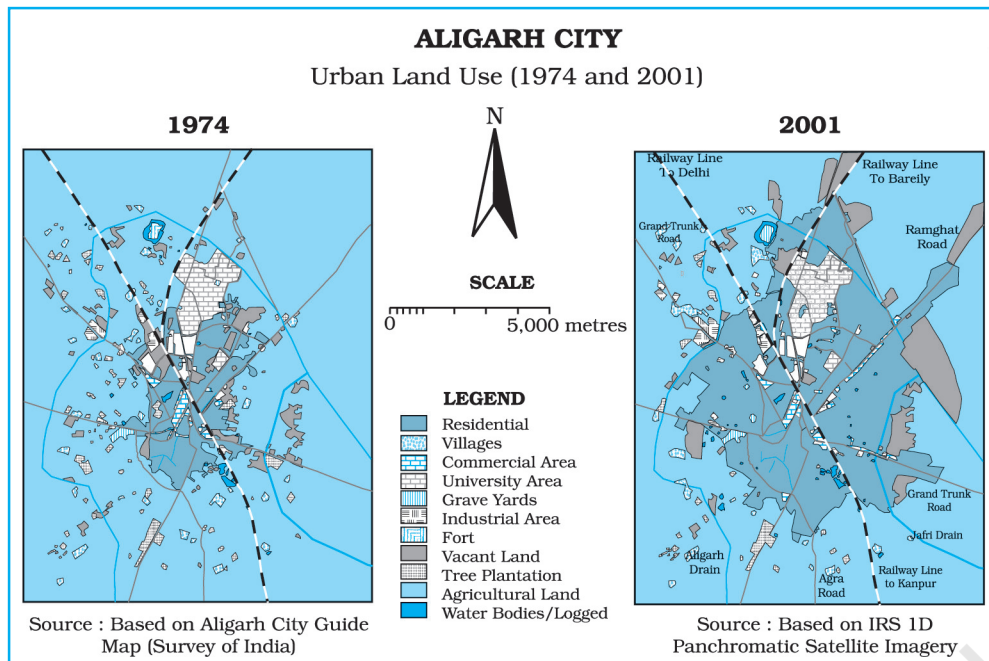 ALIGARH CITY
Urban Land Use (1974 and 2001)
1974
N
2001
SCALE
0
5,000 metres
Railway Line
To Delhi
Railway Line
To Bareily
Grand Trunk
Road
Ramghat
Road
Grand Trunk
Road
Jafri Drain
Aligarh
Drain
Agra
Road
Railway Line
to Kanpur
LEGEND
Residential
Villages
Commercial Area
University Area
Grave Yards
Industrial Area
Fort
Vacant Land
Tree Plantation
Agricultural Land
Water Bodies/Logged
Source : Based on Aligarh City Guide
Map (Survey of India)
Source : Based on IRS 1D
Panchromatic Satellite Imagery